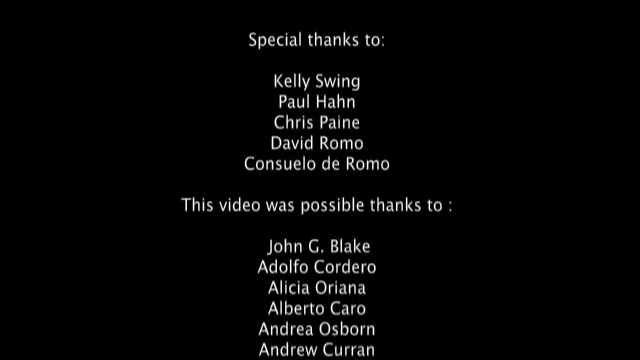 Special thanks to:
Kelly Swing
Paul Hahn
Chris Paine
David Romo
Consuelo de Romo
This video was possible thanks to :
John G. Blake
Adolfo Cordero
Alicia Oriana
Alberto Caro
Andrea Osborn
Andrew Curran